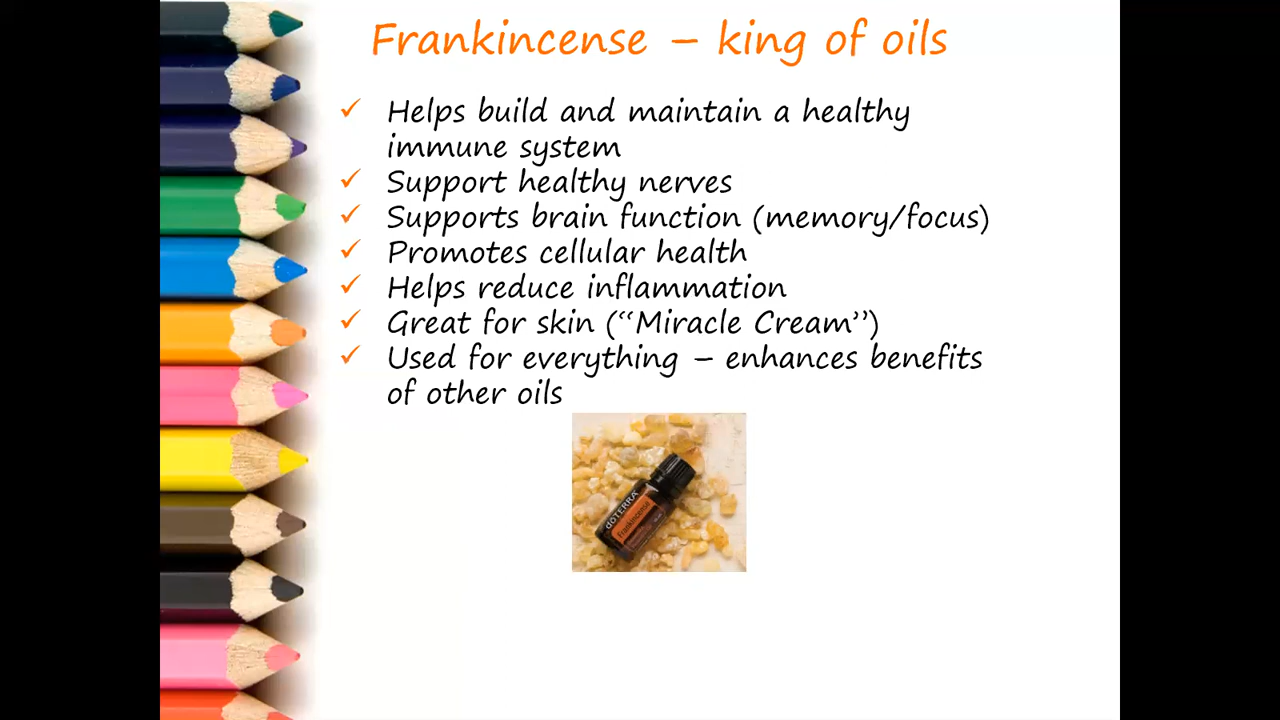 Frankincense – king of oils
Helps build and maintain a healthy
immune system
Support healthy nerves
Supports brain function (memory/focus)
Promotes cellular health
Helps reduce inflammation
Great for skin (“Miracle Cream”)
Used for everything – enhances benefits
of other oils
dōTERRA
Frankincense